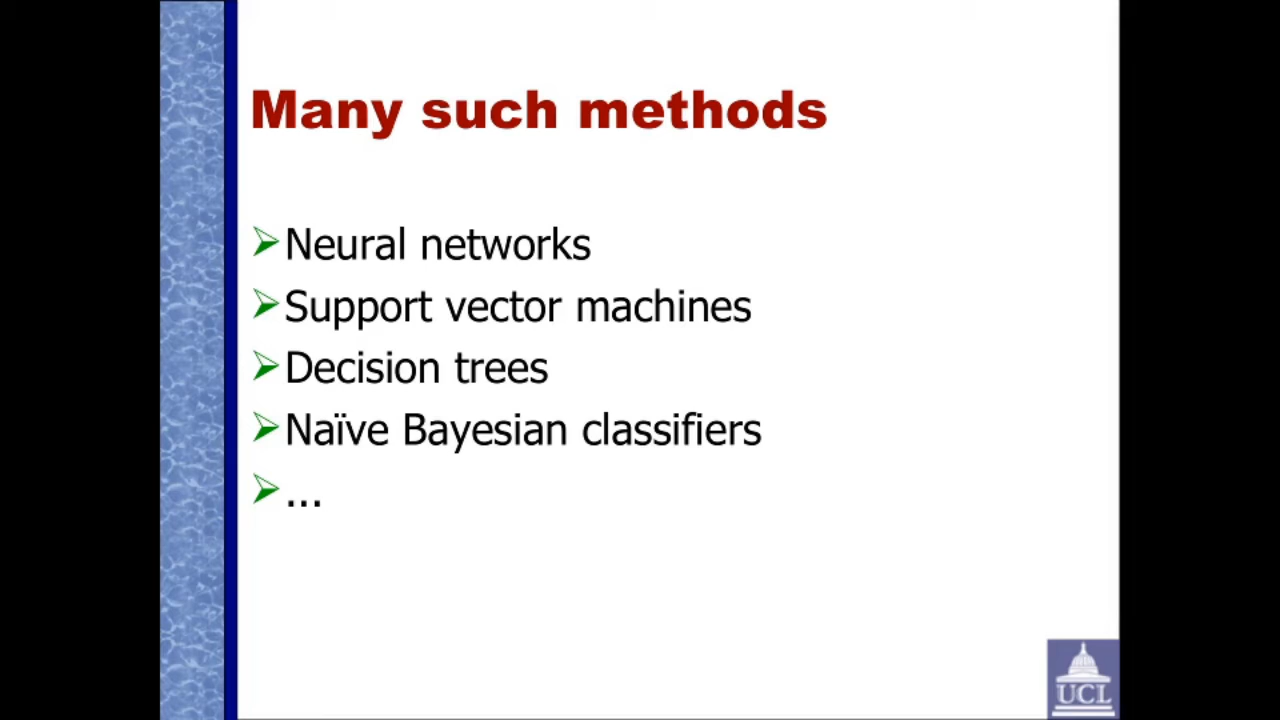 Many such methods
Neural networks
Support vector machines
Decision trees
Naïve Bayesian classifiers
...
UCL